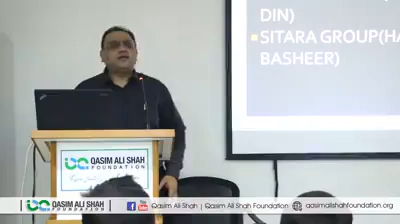 DIN)
▪SITARA GROUP(HA
BASHEER)
QASIM ALI SHAH
FOUNDATION
QASIM ALI SHAH
FOUNDATION
Qasim Ali Shah | Qasim Ali Shah Foundation
qasimalishahfoundation.org